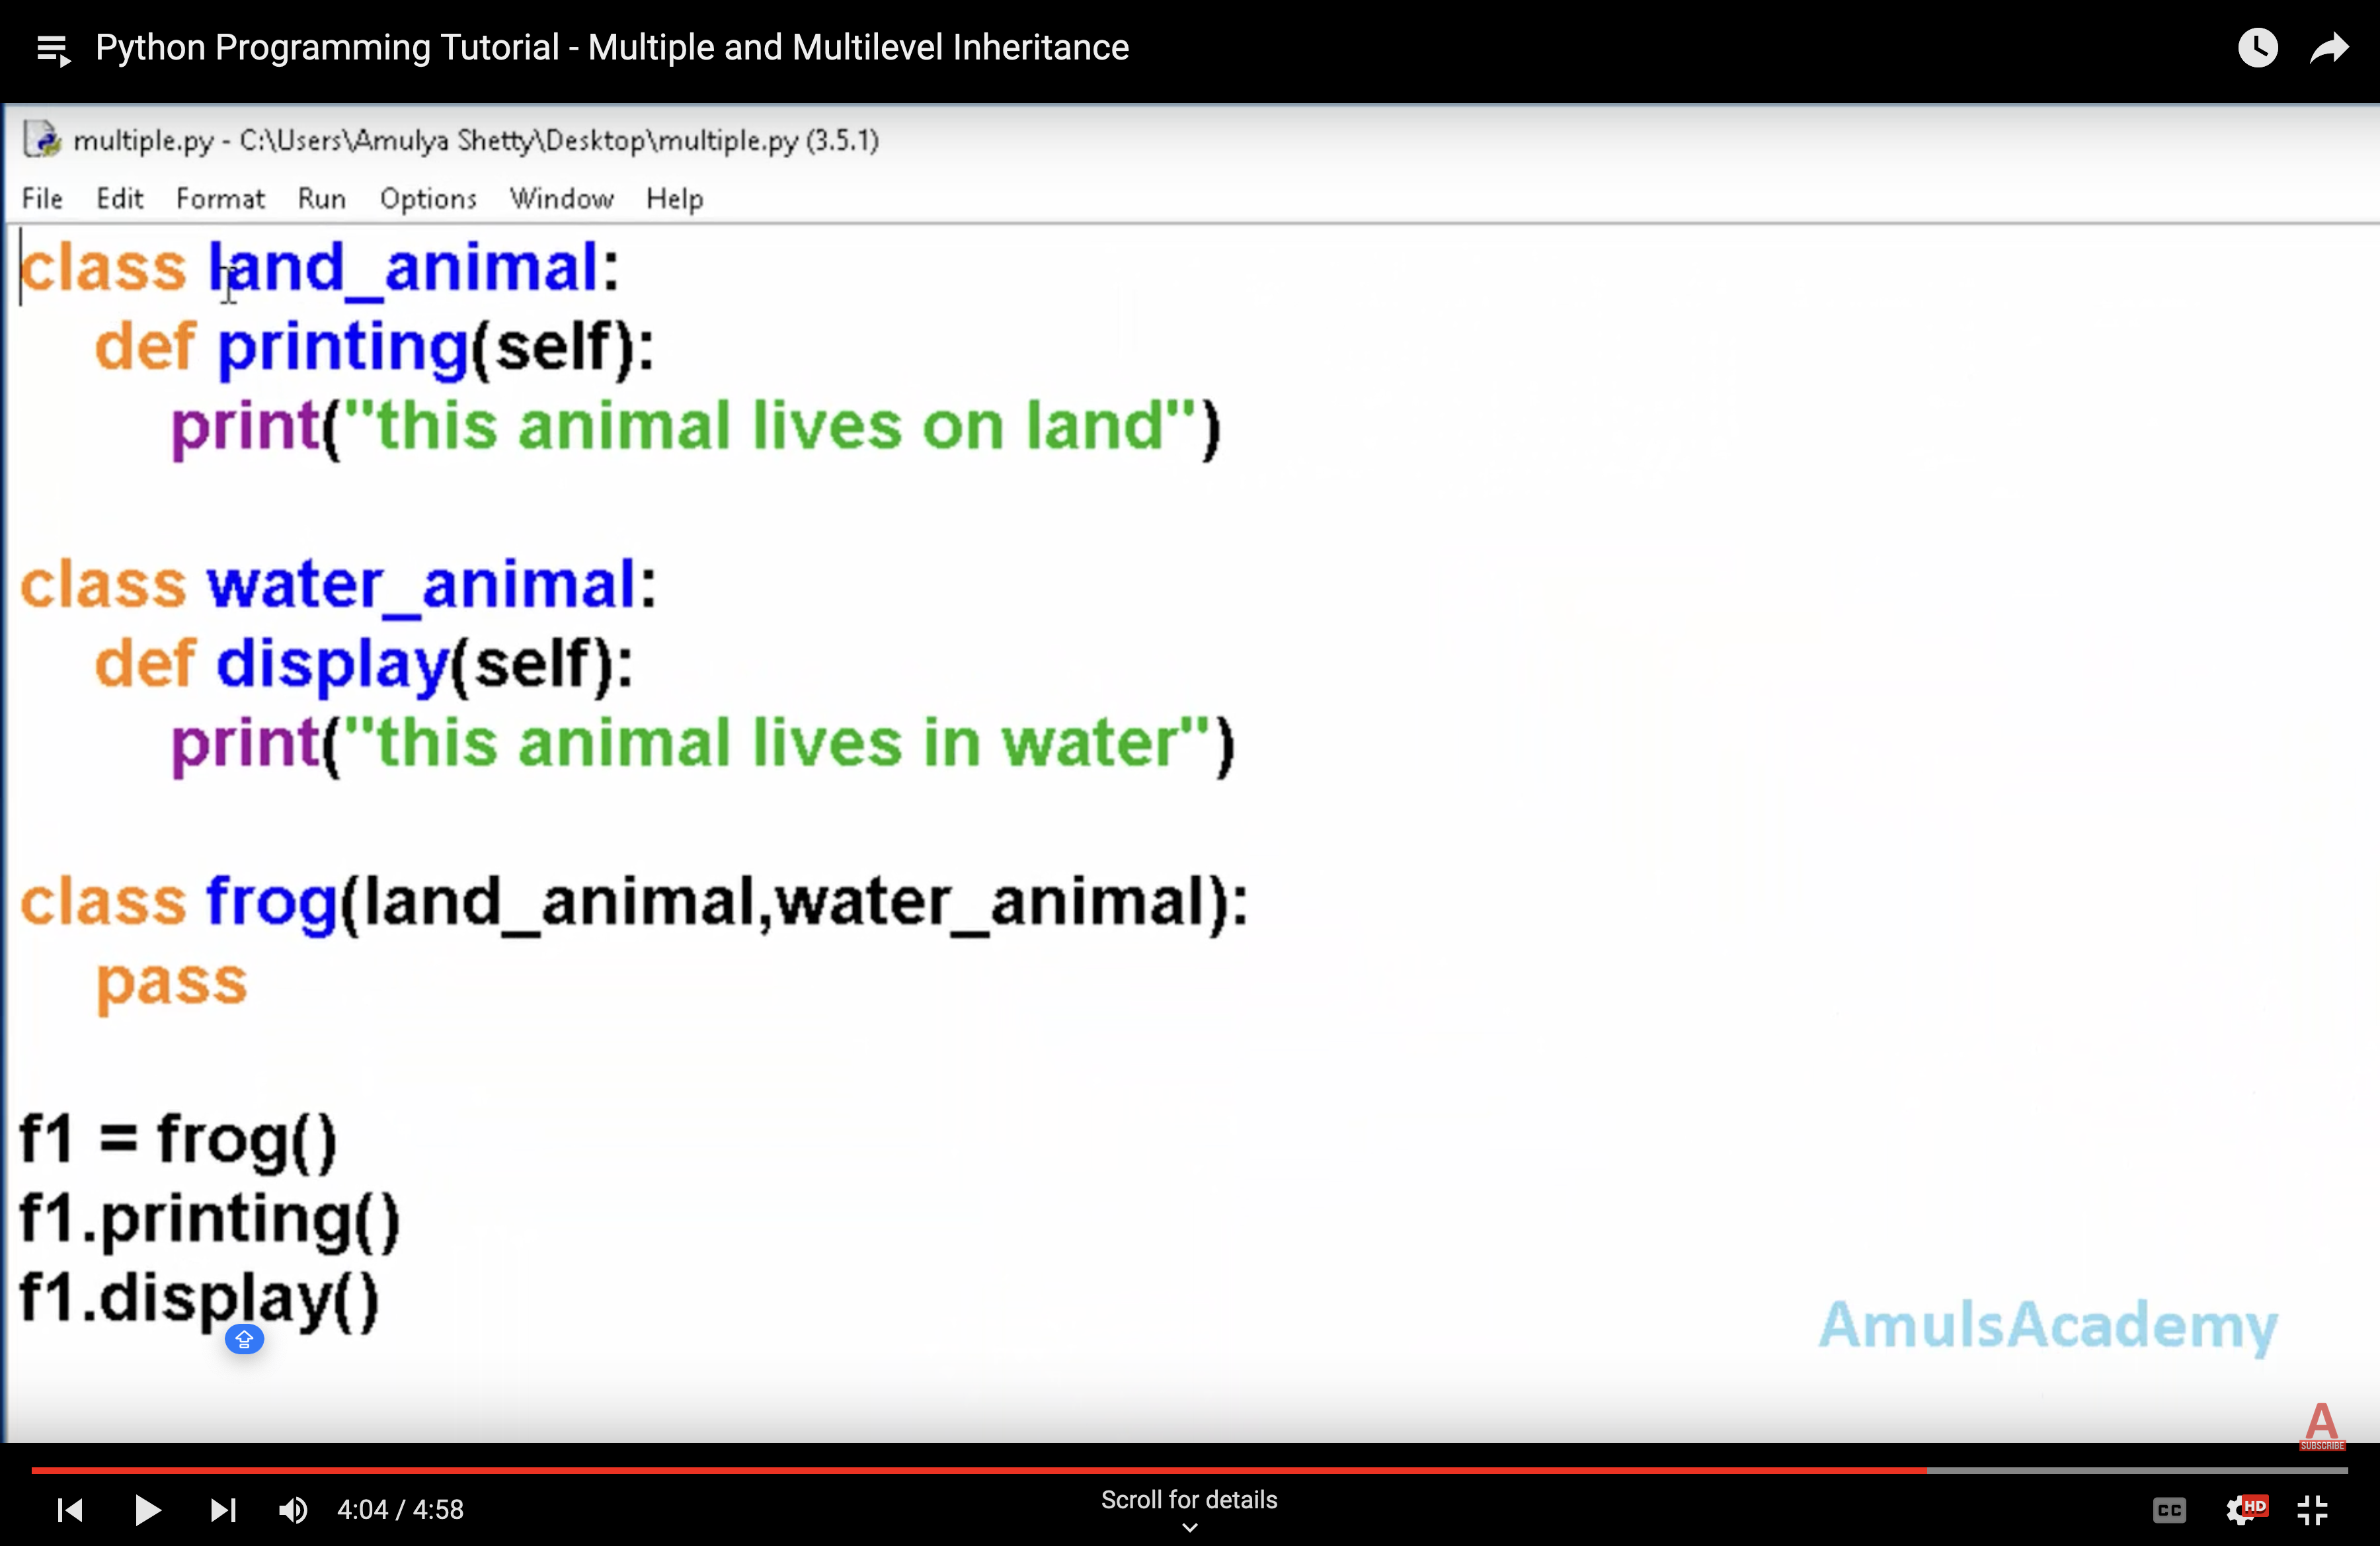 Python Programming Tutorial - Multiple and Multilevel Inheritance
multiple.py - C:\Users\Amulya Shetty\Desktop\multiple.py (3.5.1)
File Edit Format Run Options Window Help
class land_animal:
    def printing(self):
        print("this animal lives on land")
class water_animal:
    def display(self):
        print("this animal lives in water")
class frog(land_animal,water_animal):
    pass
f1 = frog()
f1.printing()
f1.display()
AmulsAcademy
A
SUBSCRIBE
4:04 / 4:58
Scroll for details
CC
HD